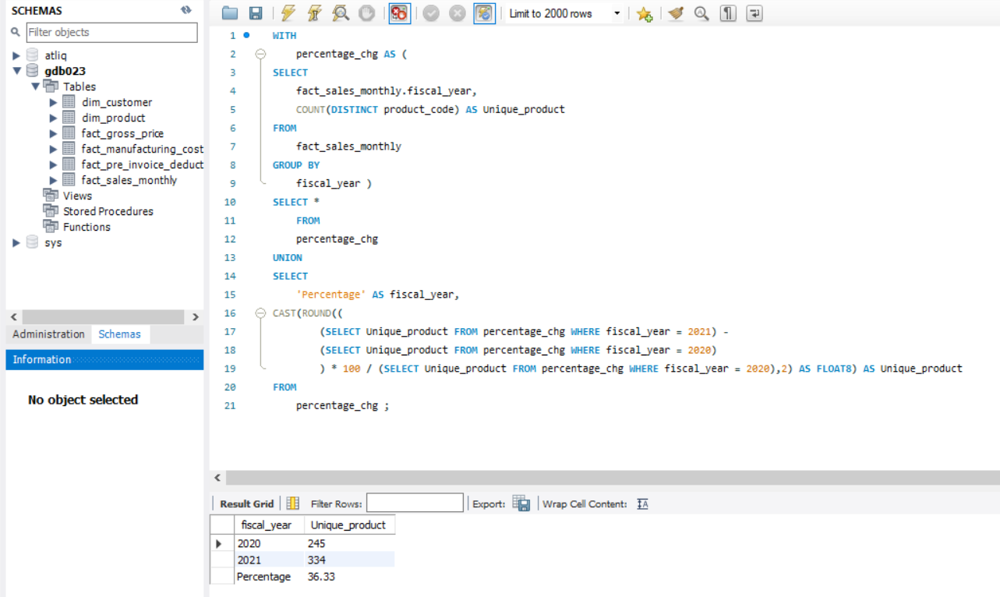 SCHEMAS
Filter objects
atliq
gdb023
Tables
dim_customer
dim_product
fact_gross_price
fact_manufacturing_cost
fact_pre_invoice_deduct
fact_sales_monthly
Views
Stored Procedures
Functions
sys
Administration Schemas
Information
No object selected
Limit to 2000 rows
1 WITH
2 percentage_chg AS (
3 SELECT
4 fact_sales_monthly.fiscal_year,
5 COUNT(DISTINCT product_code) AS Unique_product
6 FROM
7 fact_sales_monthly
8 GROUP BY
9 fiscal_year )
10 SELECT *
11 FROM
12 percentage_chg
13 UNION
14 SELECT
15 'Percentage' AS fiscal_year,
16 CAST(ROUND((
17 (SELECT Unique_product FROM percentage_chg WHERE fiscal_year = 2021) -
18 (SELECT Unique_product FROM percentage_chg WHERE fiscal_year = 2020)
19 ) * 100 / (SELECT Unique_product FROM percentage_chg WHERE fiscal_year = 2020),2) AS FLOAT8) AS Unique_product
20 FROM
21 percentage_chg ;
Result Grid Filter Rows: Export: Wrap Cell Content: IA
fiscal_year Unique_product
2020 245
2021 334
Percentage 36.33